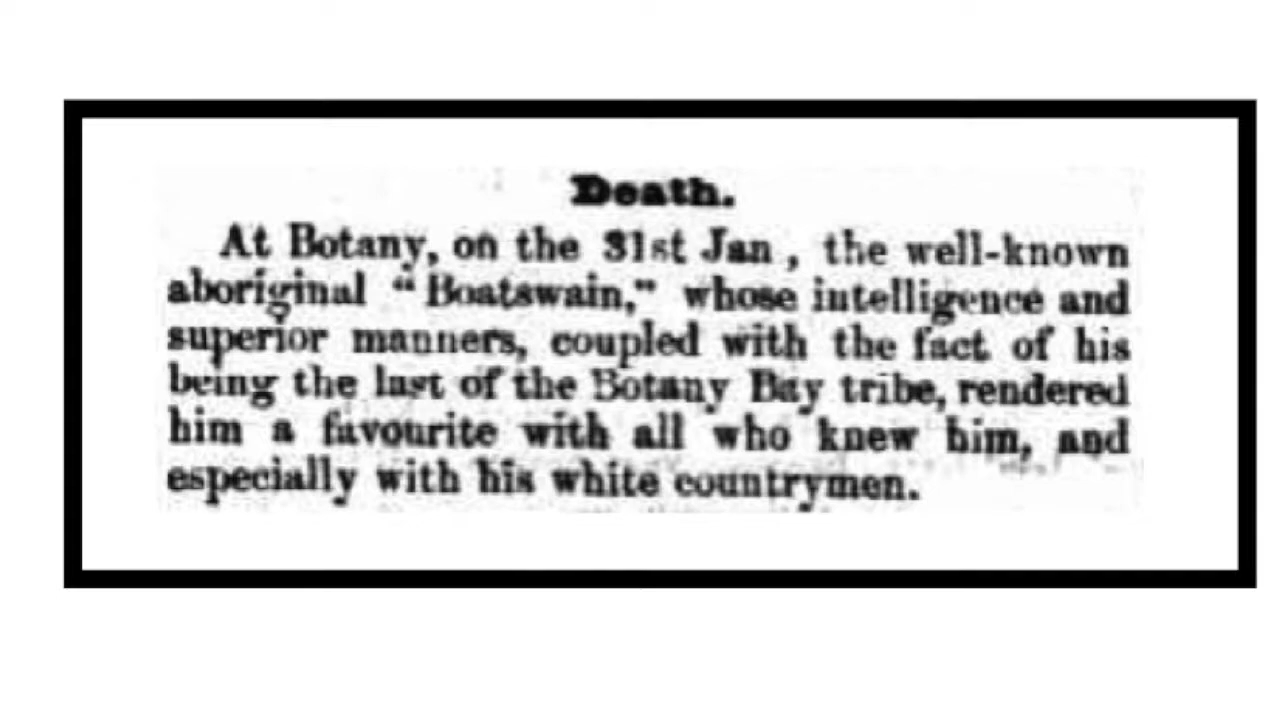 Death.
At Botany, on the 31st Jan, the well-known
aboriginal "Boatswain," whose intelligence and
superior manners, coupled with the fact of his
being the last of the Botany Bay tribe, rendered
him a favourite with all who knew him, and
especially with his white countrymen.